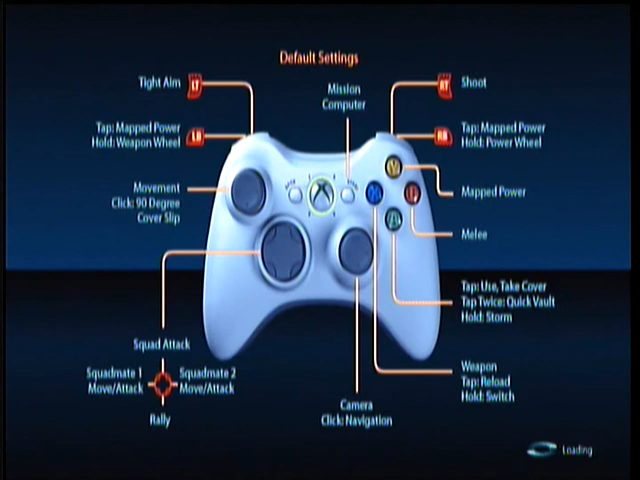 Default Settings
Tight Aim
LT
Mission
Computer
RT
Shoot
Tap: Mapped Power
Hold: Weapon Wheel
LB
RB
Tap: Mapped Power
Hold: Power Wheel
Movement
Click: 90 Degree
Cover Slip
BACK
START
Y
X
B
A
Mapped Power
Melee
Tap: Use, Take Cover
Tap Twice: Quick Vault
Hold: Storm
Squad Attack
Squadmate 1
Move/Attack
Squadmate 2
Move/Attack
Rally
Camera
Click: Navigation
Weapon
Tap: Reload
Hold: Switch
Loading